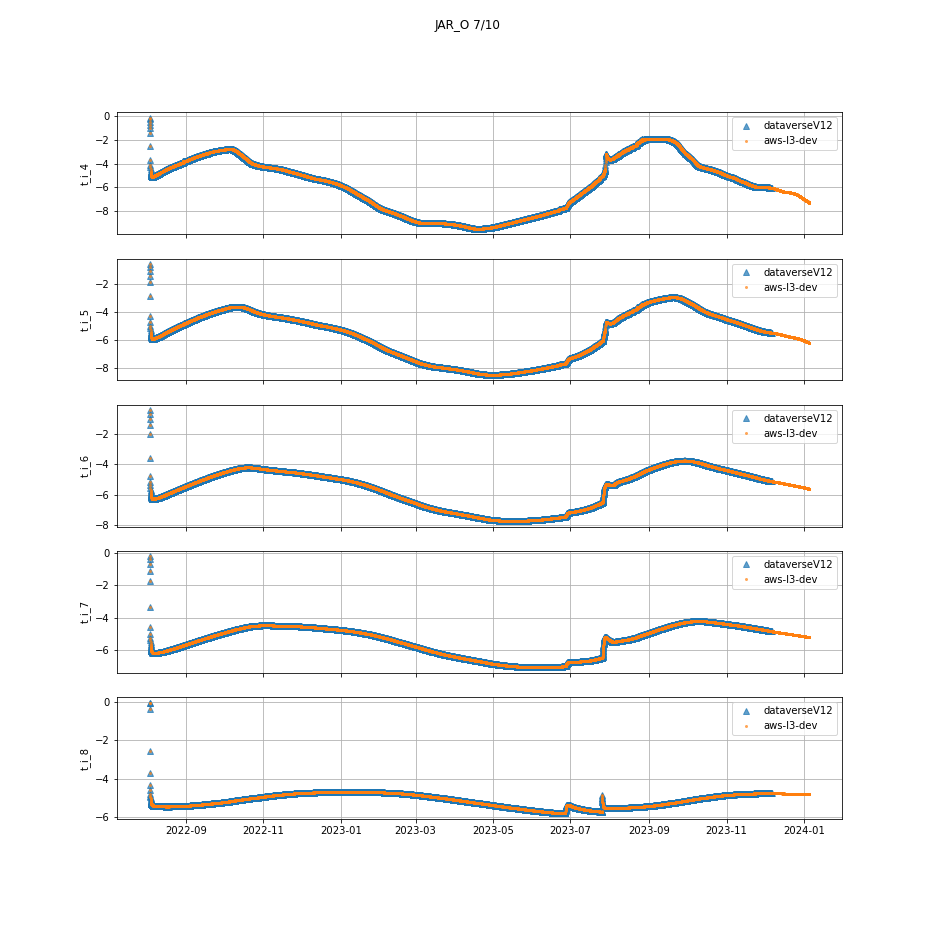 JAR_O 7/10
0
−2
−4
−6
−8
t_i_4
dataverseV12
aws-l3-dev
−2
−4
−6
−8
t_i_5
dataverseV12
aws-l3-dev
−2
−4
−6
−8
t_i_6
dataverseV12
aws-l3-dev
0
−2
−4
−6
t_i_7
dataverseV12
aws-l3-dev
0
−2
−4
−6
t_i_8
dataverseV12
aws-l3-dev
2022-09 2022-11 2023-01 2023-03 2023-05 2023-07 2023-09 2023-11 2024-01